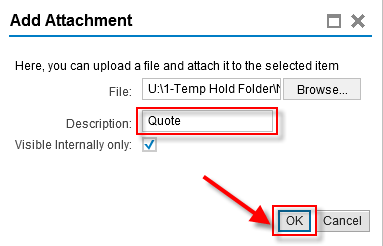 Add Attachment
Here, you can upload a file and attach it to the selected item
File: U:\1-Temp Hold Folder\N Browse...
Description: Quote
Visible Internally only:
OK Cancel